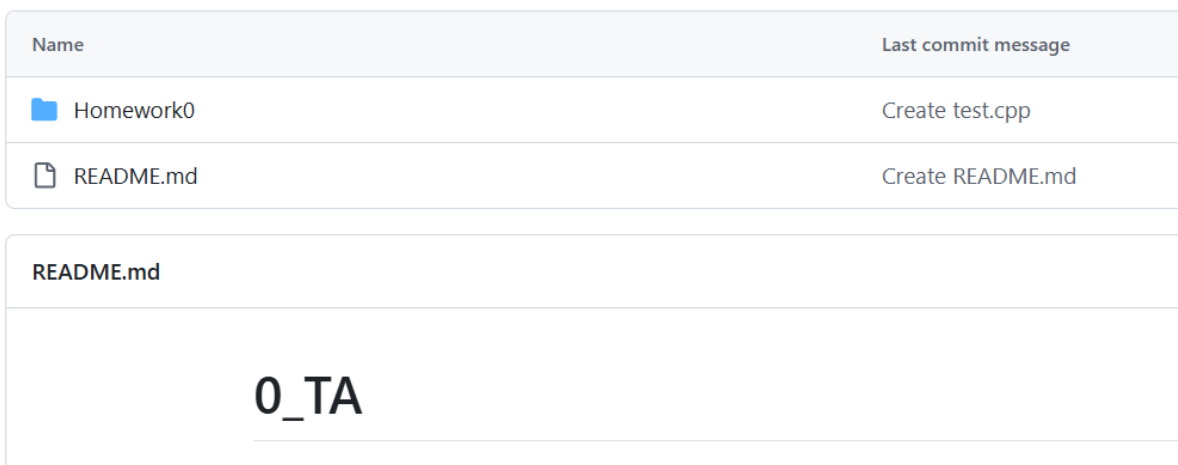 Name Last commit message
Homework0 Create test.cpp
README.md Create README.md
README.md
0_TA